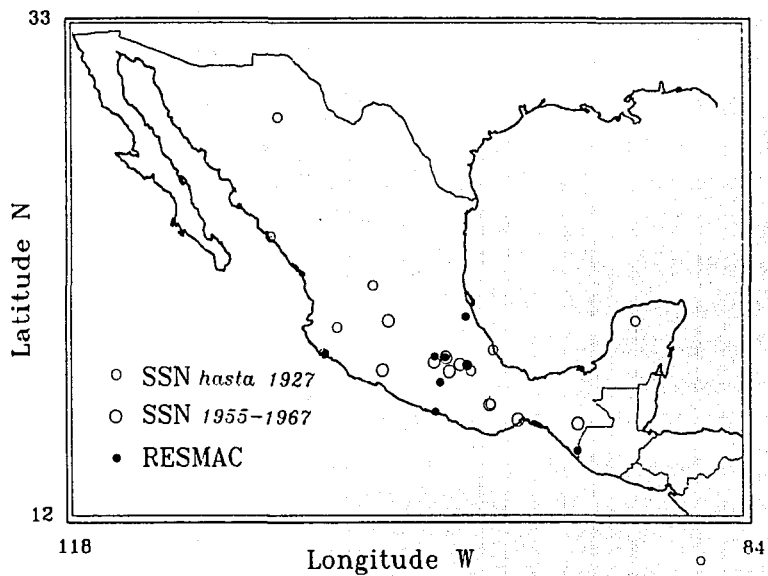 33
Latitude N
SSN hasta 1927
SSN 1955-1967
RESMAC
12
118
84
Longitude W